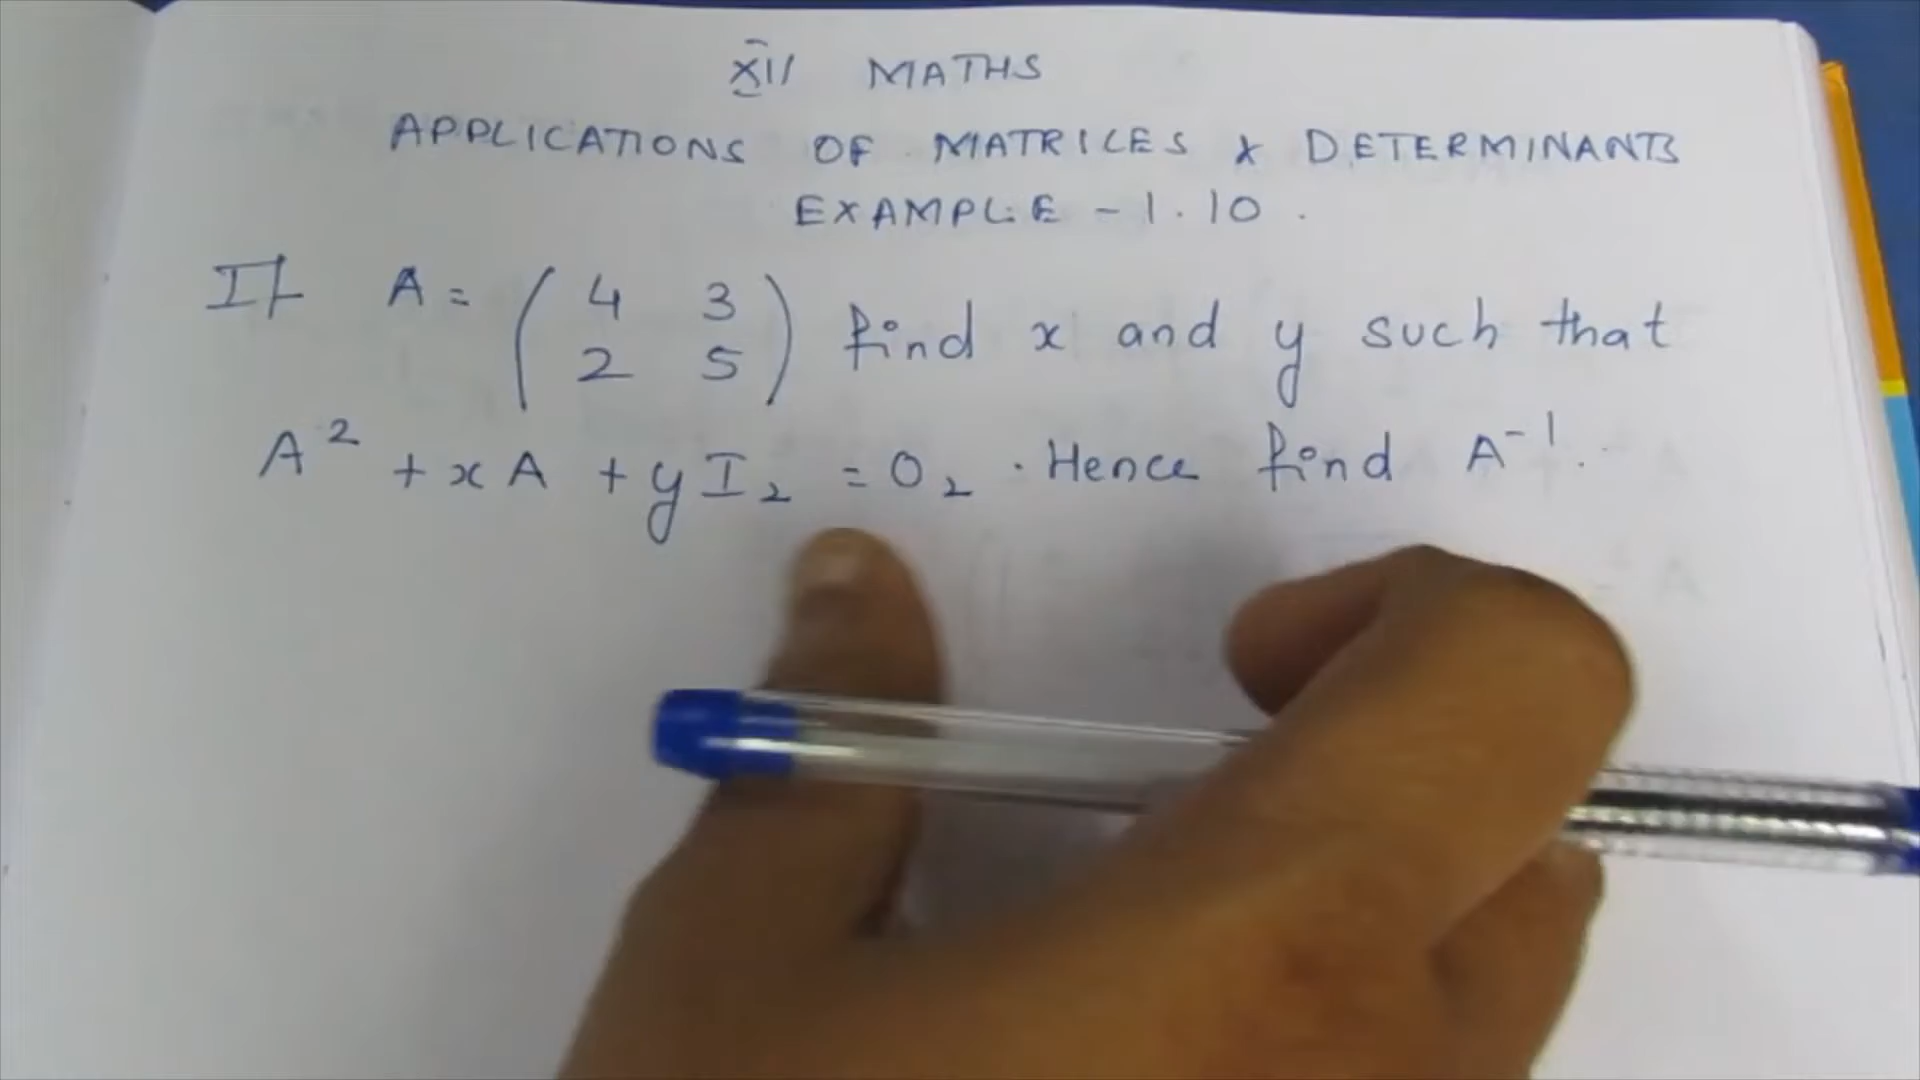 XII MATHS
APPLICATIONS OF MATRICES & DETERMINANTS
EXAMPLE - 1.10.
If A = ( 4 3
2 5 ) find x and y such that
A² + xA + yI₂ = O₂. Hence find A⁻¹.